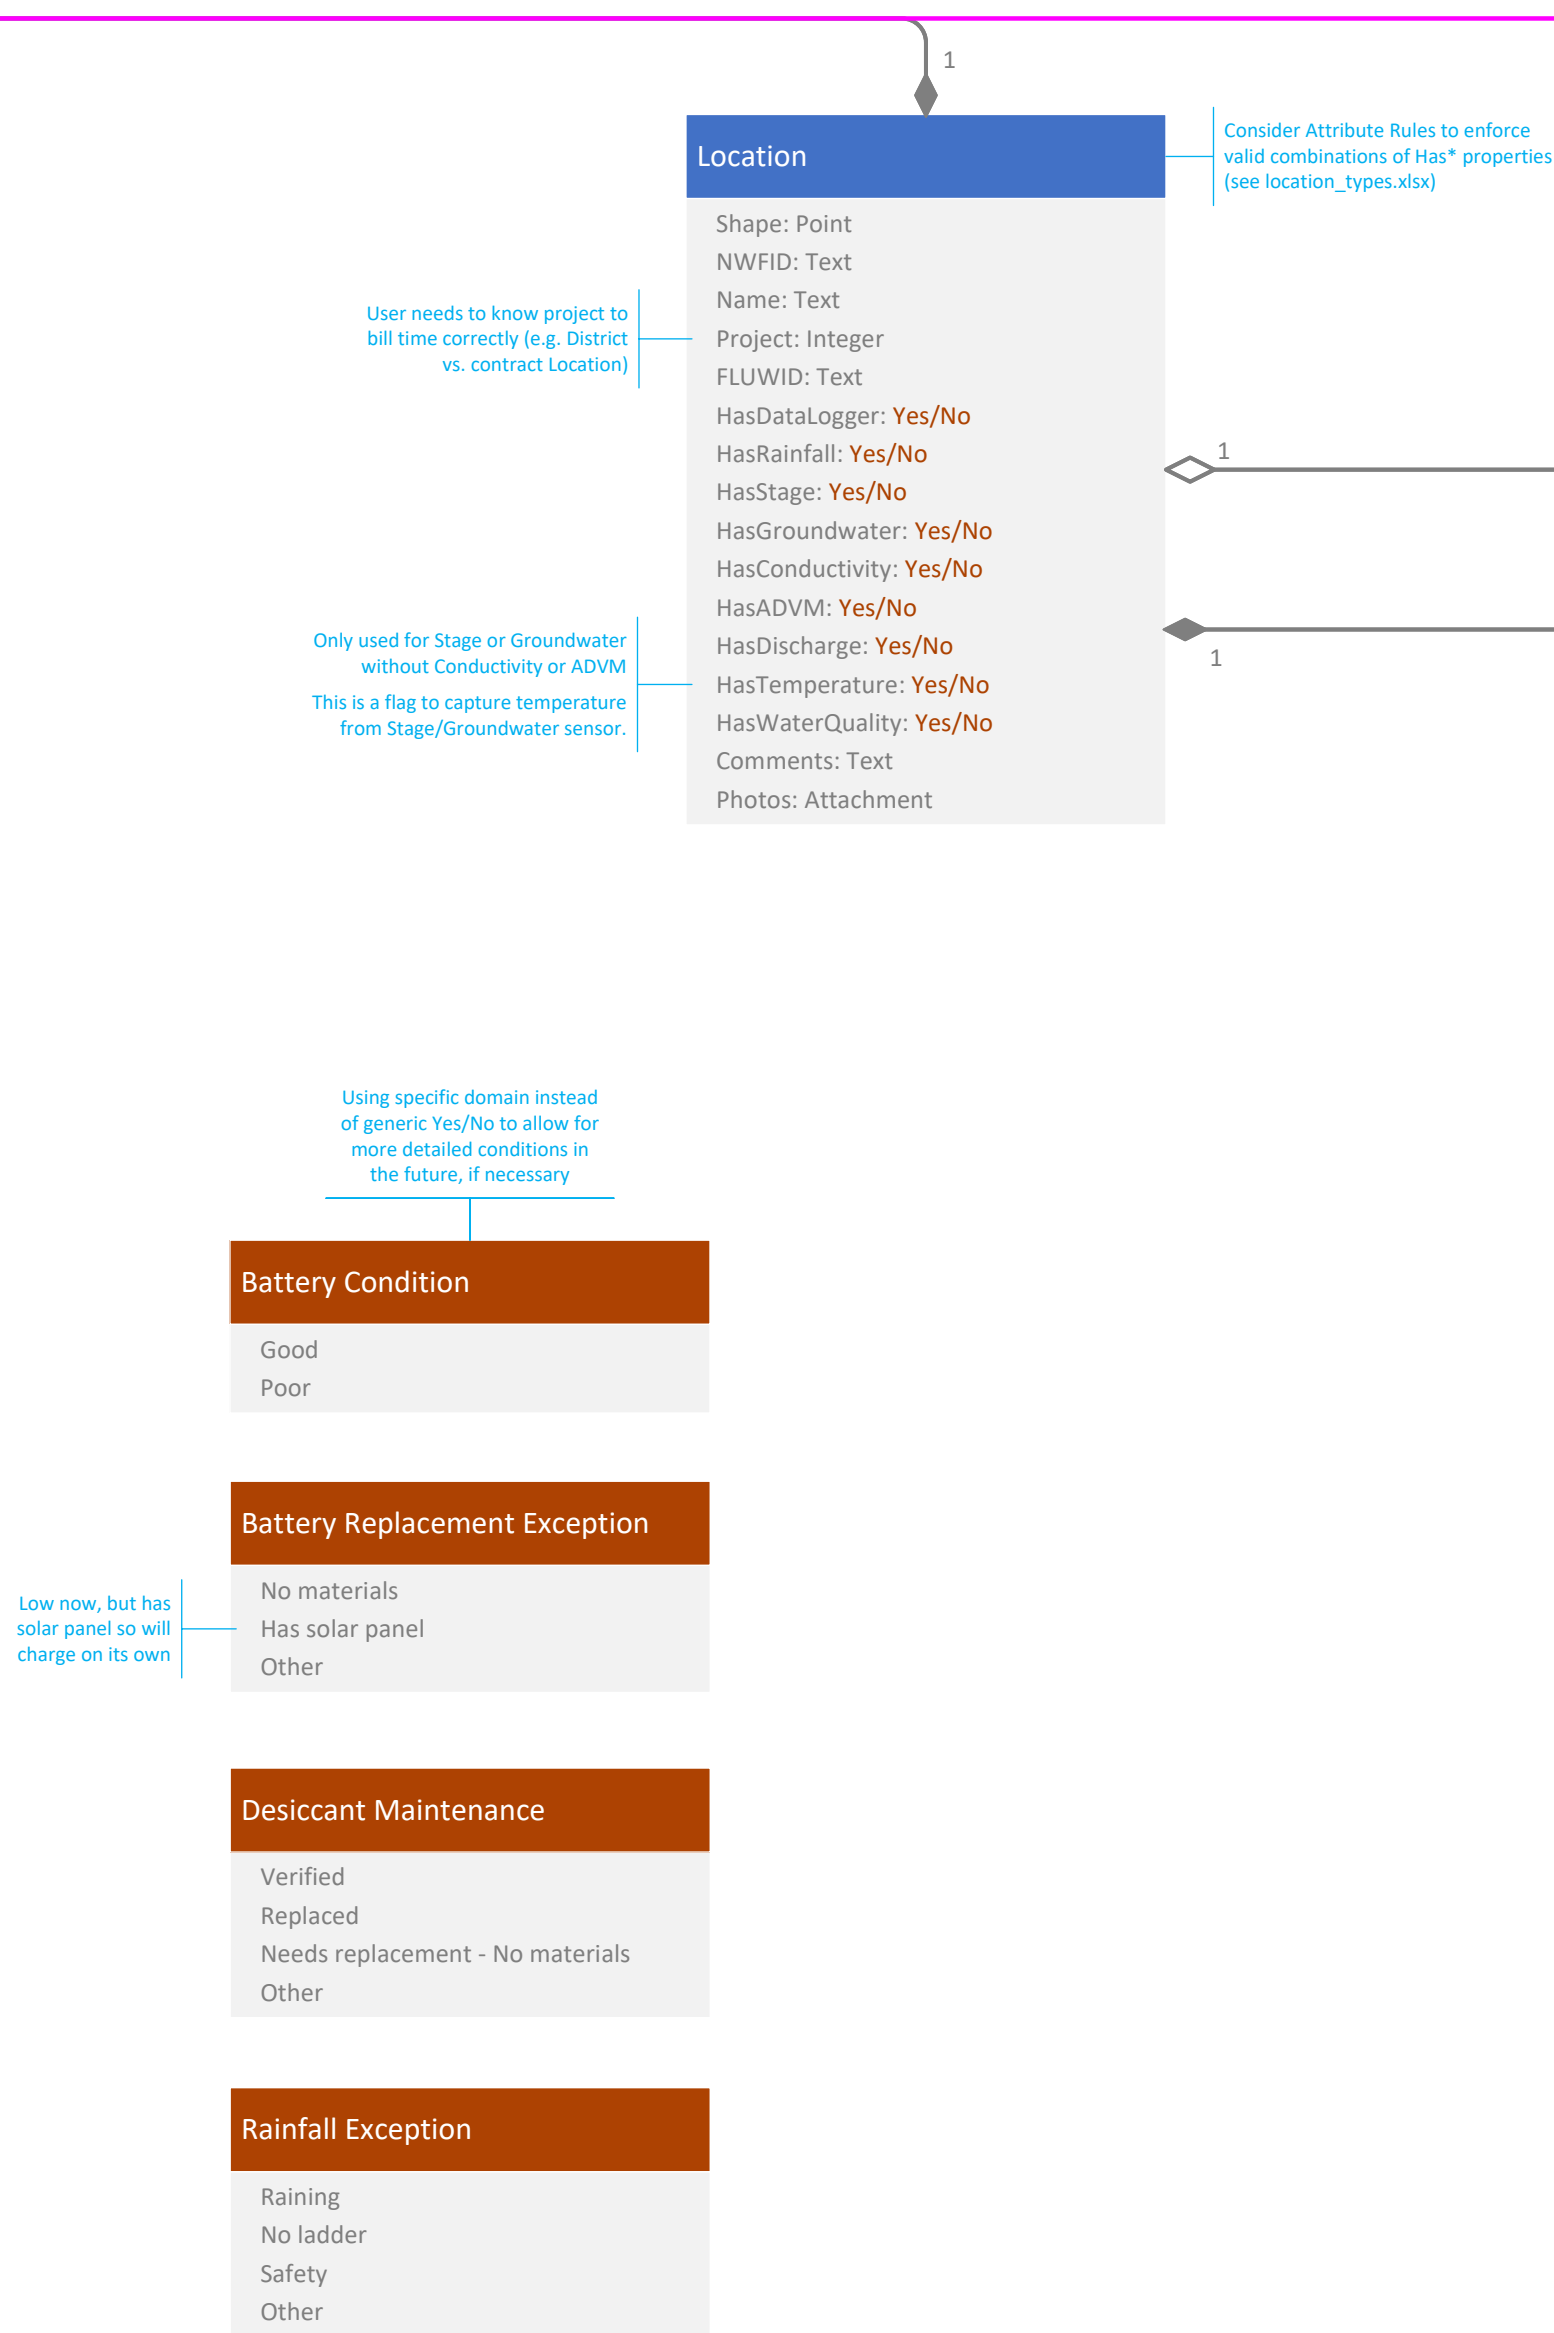 1
Location
Consider Attribute Rules to enforce
valid combinations of Has* properties
(see location_types.xlsx)
Shape: Point
NWFID: Text
Name: Text
Project: Integer
FLUWID: Text
HasDataLogger: Yes/No
HasRainfall: Yes/No
HasStage: Yes/No
HasGroundwater: Yes/No
HasConductivity: Yes/No
HasADVM: Yes/No
HasDischarge: Yes/No
HasTemperature: Yes/No
HasWaterQuality: Yes/No
Comments: Text
Photos: Attachment
User needs to know project to
bill time correctly (e.g. District
vs. contract Location)
1
1
Only used for Stage or Groundwater
without Conductivity or ADVM
This is a flag to capture temperature
from Stage/Groundwater sensor.
Using specific domain instead
of generic Yes/No to allow for
more detailed conditions in
the future, if necessary
Battery Condition
Good
Poor
Battery Replacement Exception
No materials
Has solar panel
Other
Low now, but has
solar panel so will
charge on its own
Desiccant Maintenance
Verified
Replaced
Needs replacement - No materials
Other
Rainfall Exception
Raining
No ladder
Safety
Other